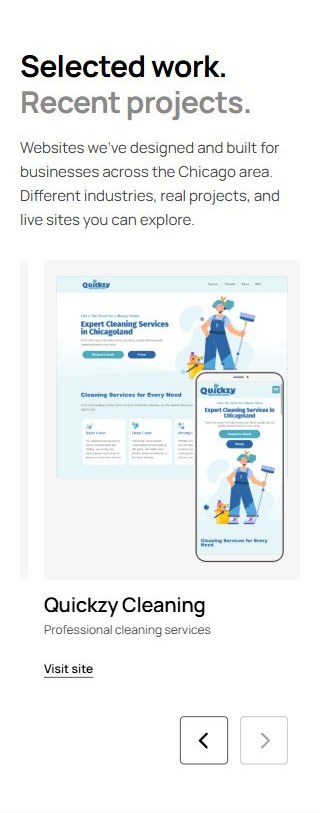 Selected work.
Recent projects.
Websites we've designed and built for
businesses across the Chicago area.
Different industries, real projects, and
live sites you can explore.
Quickzy
Expert Cleaning Services
in Chicagoland
Cleaning Services for Every Need
Deep Clean
Quickzy
Expert Cleaning Services in
Chicagoland
Cleaning Services for Every
Need
Quickzy Cleaning
Professional cleaning services
Visit site